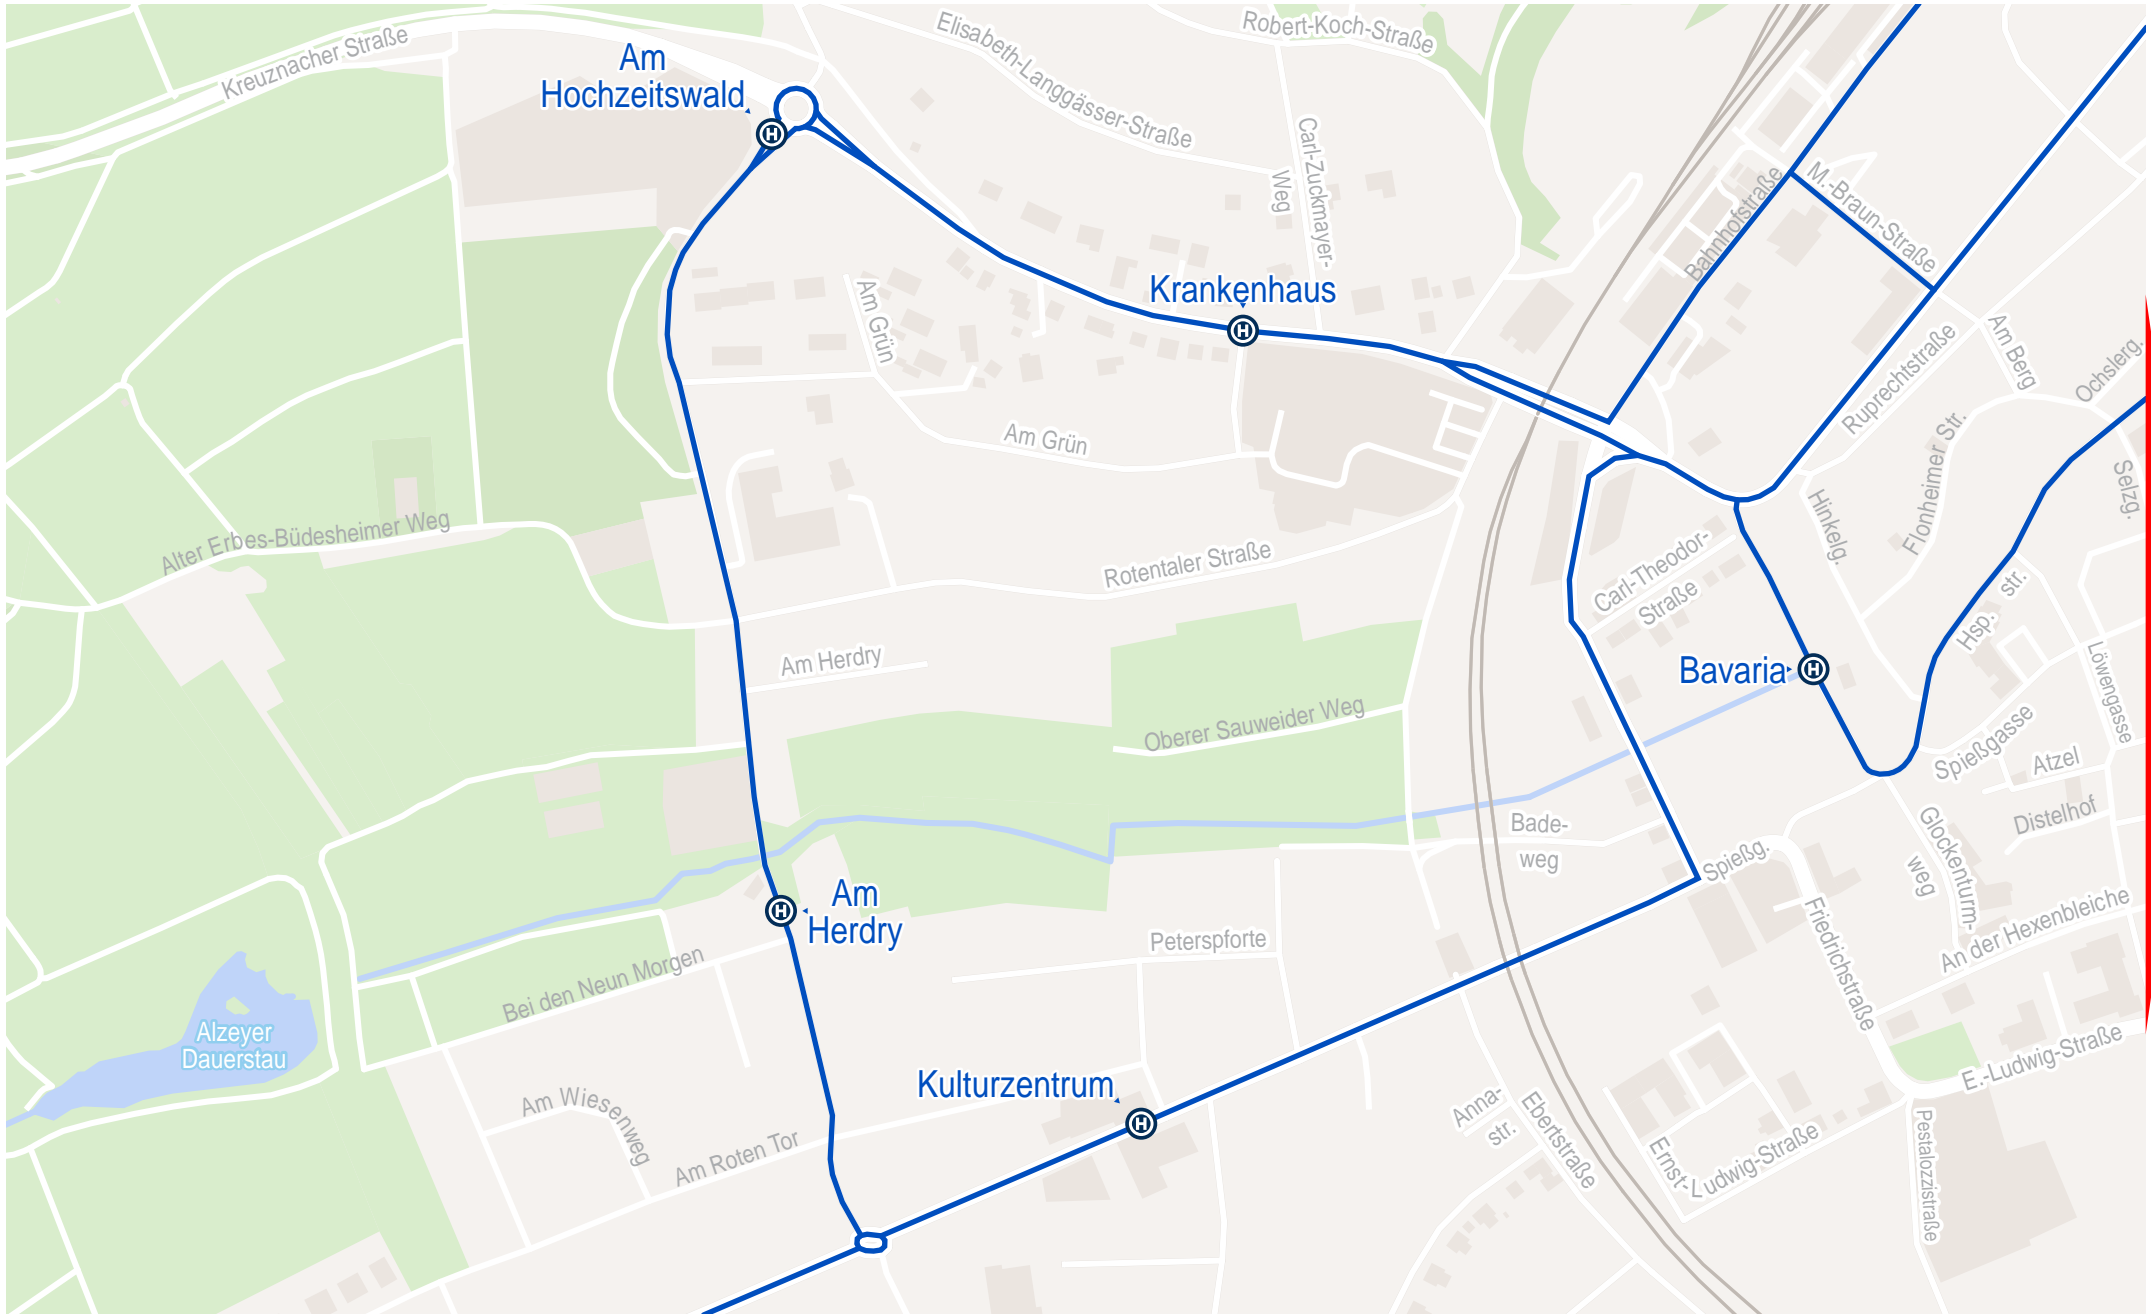 Kreuznacher Straße
Am
Hochzeitswald
Elisabeth-Langgässer-Straße
Robert-Koch-Straße
Carl-Zuckmayer-
Weg
Bahnhofstraße
M.-Braun-Straße
Krankenhaus
Am Grün
Am Grün
Ruprechtstraße
Am Berg
Ochslerg.
Flonheimer Str.
Selzg.
Hinkelg.
Alter Erbes-Büdesheimer Weg
Rotentaler Straße
Carl-Theodor-
Straße
Hsp.
str.
Am Herdry
Bavaria
Löwengasse
Oberer Sauweider Weg
Spießgasse
Atzel
Bade-
weg
Distelhof
Glockenturm-
weg
Spießg.
Am
Herdry
Friedrichstraße
An der Hexenbleiche
Peterspforte
Bei den Neun Morgen
Alzeyer
Dauerstau
E.-Ludwig-Straße
Kulturzentrum
Am Wiesenweg
Anna-
str.
Ebertstraße
Am Roten Tor
Ernst-Ludwig-Straße
Pestalozzistraße